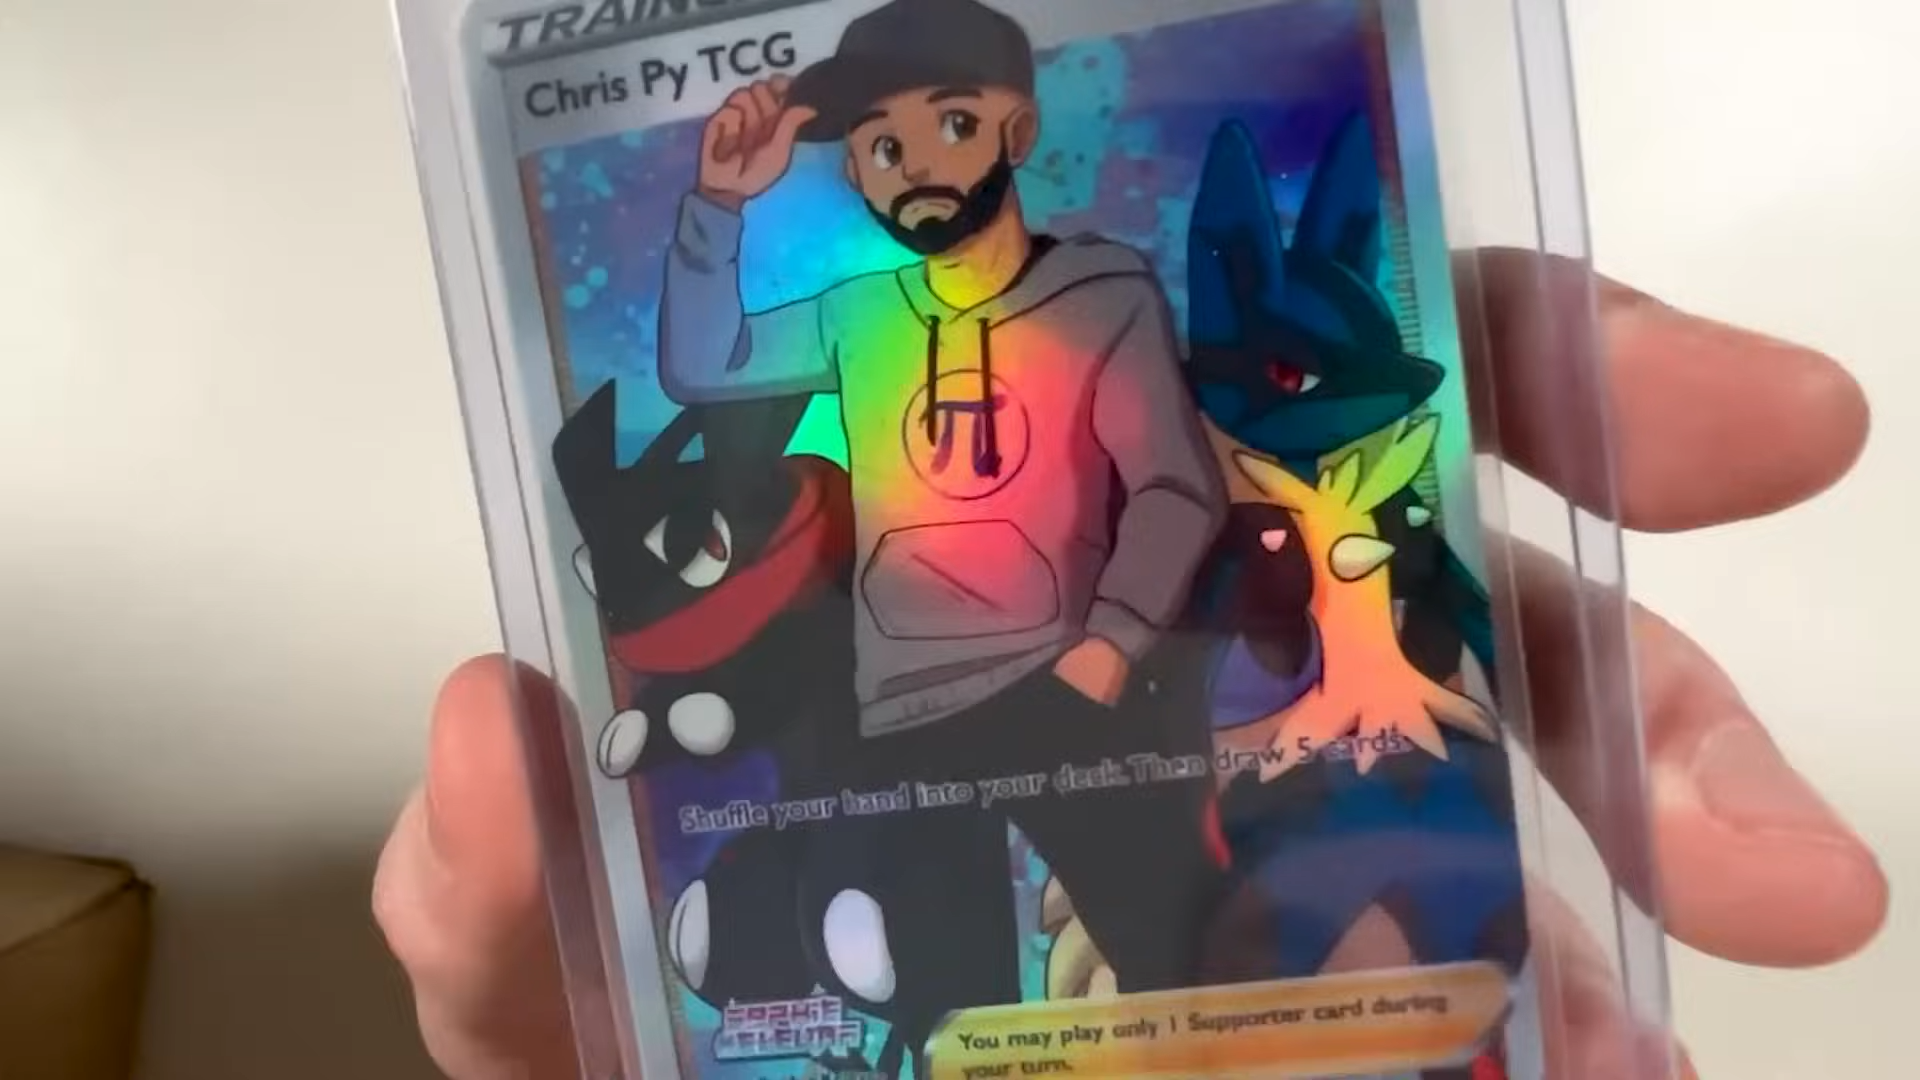 TRAINER
Chris Py TCG
π
Shuffle your hand into your deck. Then draw 5 cards.
You may play only 1 Supporter card during
your turn.